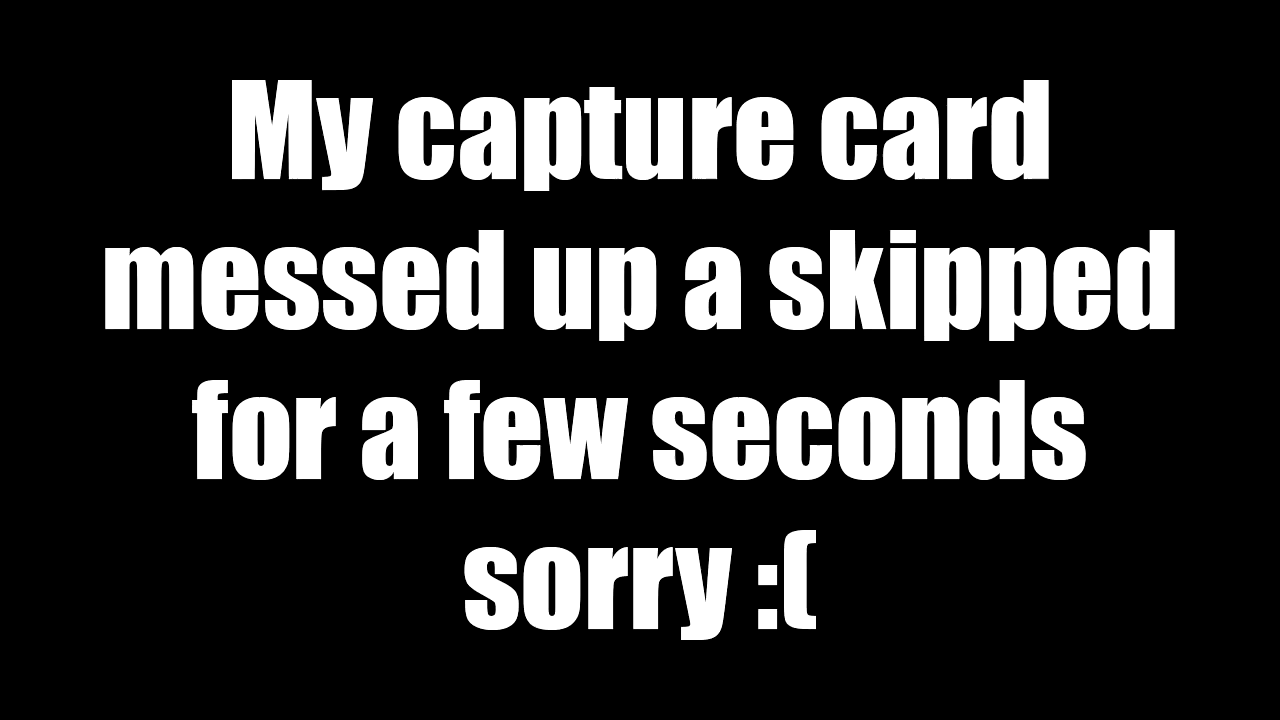 My capture card
messed up a skipped
for a few seconds
sorry :(